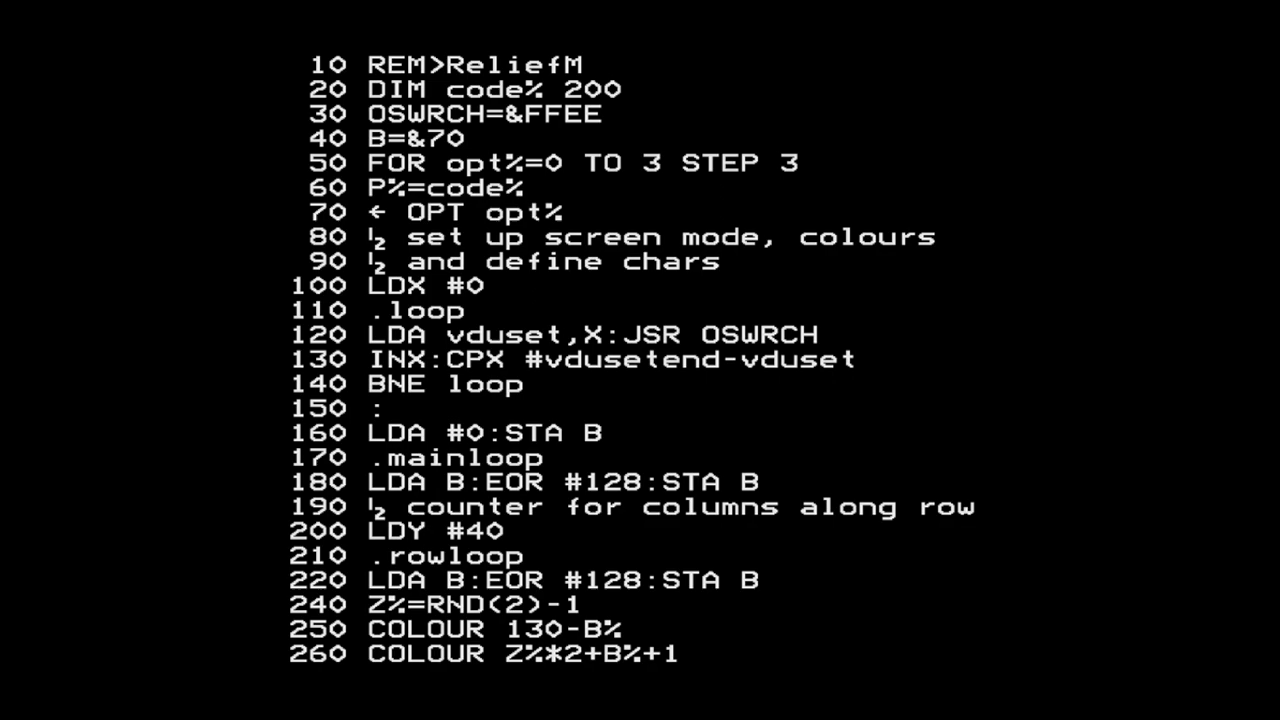 10 REM>ReliefM
20 DIM code% 200
30 OSWRCH=&FFEE
40 B=&70
50 FOR opt%=0 TO 3 STEP 3
60 P%=code%
70 ← OPT opt%
80 ½ set up screen mode, colours
90 ½ and define chars
100 LDX #0
110 .loop
120 LDA vduset,X:JSR OSWRCH
130 INX:CPX #vdusetend-vduset
140 BNE loop
150 :
160 LDA #0:STA B
170 .mainloop
180 LDA B:EOR #128:STA B
190 ½ counter for columns along row
200 LDY #40
210 .rowloop
220 LDA B:EOR #128:STA B
240 Z%=RND(2)-1
250 COLOUR 130-B%
260 COLOUR Z%*2+B%+1